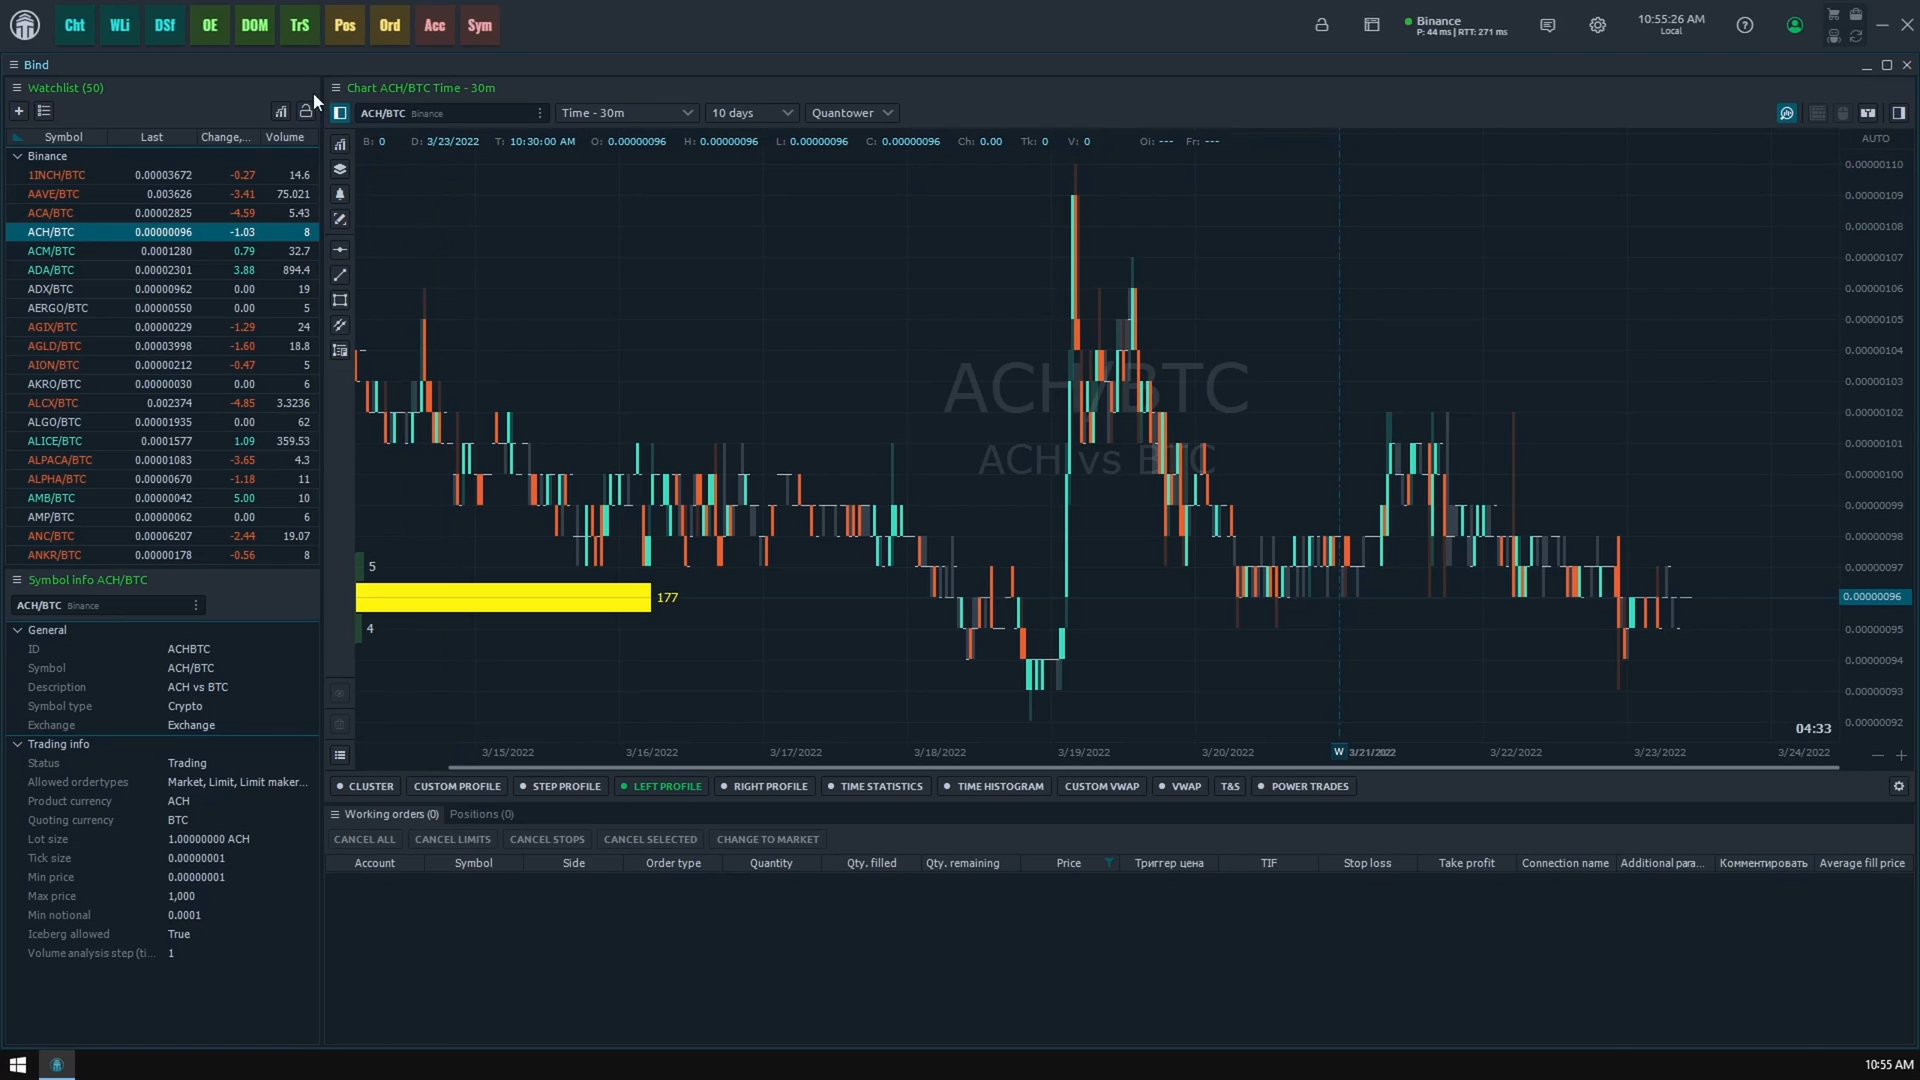 Cht WLi DSf OE DOM TrS Pos Ord Acc Sym
Binance
P: 44 ms | RTT: 271 ms
10:55:26 AM
Local
Bind
Watchlist (50)
Symbol Last Change,... Volume
Binance
1INCH/BTC 0.00003672 -0.27 14.6
AAVE/BTC 0.003626 -3.41 75.021
ACA/BTC 0.00002825 -4.59 5.43
ACH/BTC 0.00000096 -1.03 8
ACM/BTC 0.0001280 0.79 32.7
ADA/BTC 0.00002301 3.88 894.4
ADX/BTC 0.00000962 0.00 19
AERGO/BTC 0.00000550 0.00 5
AGIX/BTC 0.00000229 -1.29 24
AGLD/BTC 0.00003998 -1.60 18.8
AION/BTC 0.00000212 -0.47 5
AKRO/BTC 0.00000030 0.00 6
ALCX/BTC 0.002374 -4.85 3.3236
ALGO/BTC 0.00001935 0.00 62
ALICE/BTC 0.0001577 1.09 359.53
ALPACA/BTC 0.00001083 -3.65 4.3
ALPHA/BTC 0.00000670 -1.18 11
AMB/BTC 0.00000042 5.00 10
AMP/BTC 0.00000062 0.00 6
ANC/BTC 0.00006207 -2.44 19.07
ANKR/BTC 0.00000178 -0.56 8
Symbol info ACH/BTC
ACH/BTC Binance
General
ID ACHBTC
Symbol ACH/BTC
Description ACH vs BTC
Symbol type Crypto
Exchange Exchange
Trading info
Status Trading
Allowed ordertypes Market, Limit, Limit maker...
Product currency ACH
Quoting currency BTC
Lot size 1.00000000 ACH
Tick size 0.00000001
Min price 0.00000001
Max price 1,000
Min notional 0.0001
Iceberg allowed True
Volume analysis step (ti... 1
Chart ACH/BTC Time - 30m
ACH/BTC Binance Time - 30m 10 days Quantower
B: 0 D: 3/23/2022 T: 10:30:00 AM O: 0.00000096 H: 0.00000096 L: 0.00000096 C: 0.00000096 Ch: 0.00 Tk: 0 V: 0 Oi: --- Fr: ---
AUTO
0.00000110
0.00000109
0.00000108
0.00000107
0.00000106
0.00000105
0.00000104
0.00000103
0.00000102
0.00000101
0.00000100
0.00000099
0.00000098
0.00000097
0.00000096
0.00000095
0.00000094
0.00000093
0.00000092
ACH/BTC
ACH vs BTC
5
177
4
04:33
3/15/2022 3/16/2022 3/17/2022 3/18/2022 3/19/2022 3/20/2022 W 3/21/2022 3/22/2022 3/23/2022 3/24/2022
CLUSTER CUSTOM PROFILE STEP PROFILE LEFT PROFILE RIGHT PROFILE TIME STATISTICS TIME HISTOGRAM CUSTOM VWAP VWAP T&S POWER TRADES
Working orders (0) Positions (0)
CANCEL ALL CANCEL LIMITS CANCEL STOPS CANCEL SELECTED CHANGE TO MARKET
Account Symbol Side Order type Quantity Qty. filled Qty. remaining Price Триггер цена TIF Stop loss Take profit Connection name Additional para... Комментировать Average fill price
10:55 AM